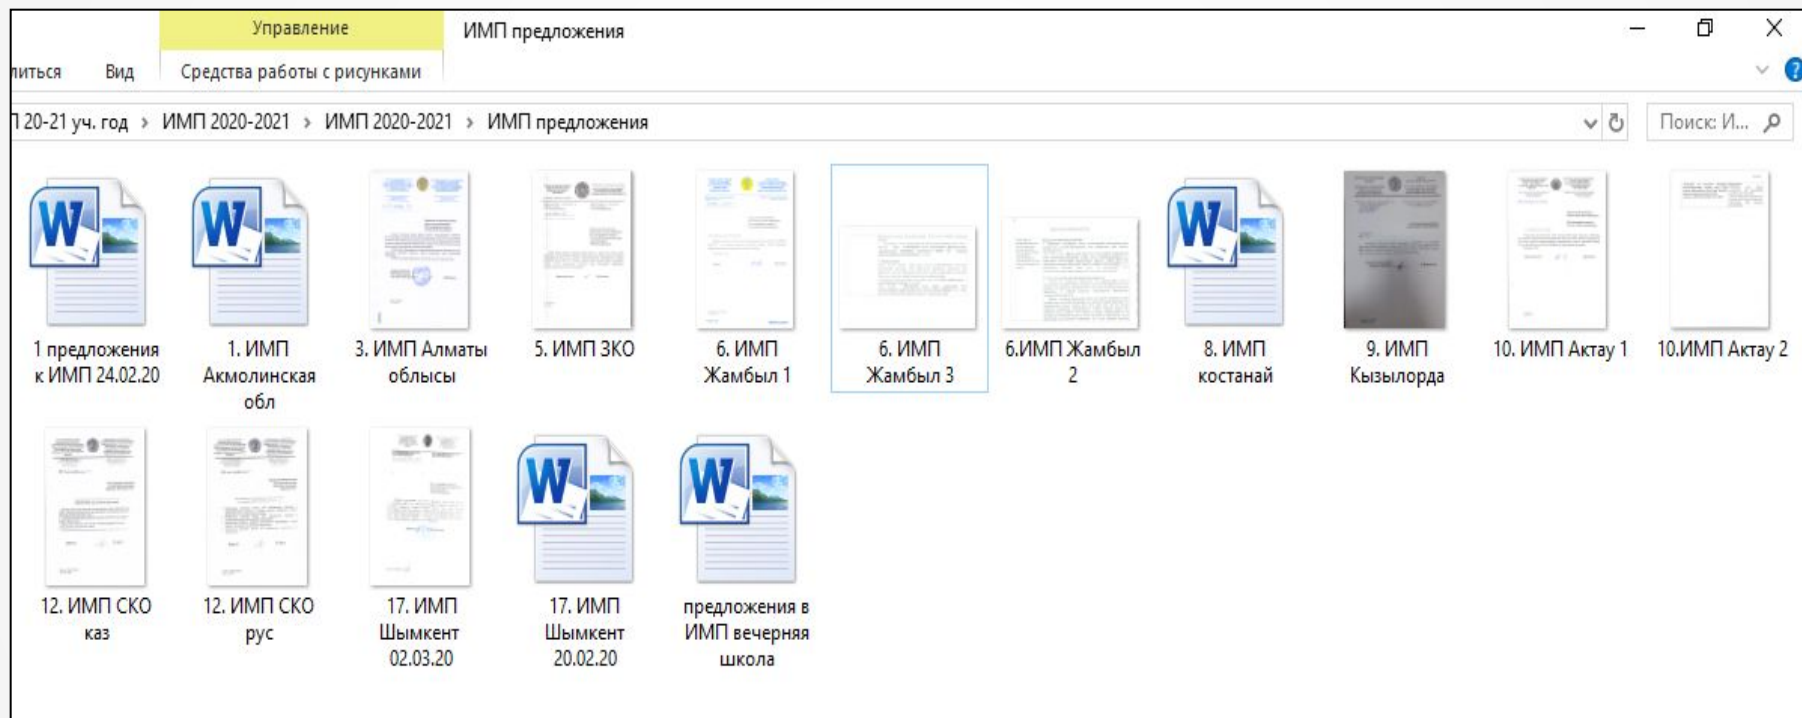 Управление
ИМП предложения
литься Вид Средства работы с рисунками
20-21 уч. год › ИМП 2020-2021 › ИМП 2020-2021 › ИМП предложения
Поиск: И...
1 предложения
к ИМП 24.02.20
1. ИМП
Акмолинская
обл
3. ИМП Алматы
облысы
5. ИМП ЗКО
6. ИМП
Жамбыл 1
6. ИМП
Жамбыл 3
6.ИМП Жамбыл
2
8. ИМП
костанай
9. ИМП
Кызылорда
10. ИМП Актау 1
10.ИМП Актау 2
12. ИМП СКО
каз
12. ИМП СКО
рус
17. ИМП
Шымкент
02.03.20
17. ИМП
Шымкент
20.02.20
предложения в
ИМП вечерняя
школа